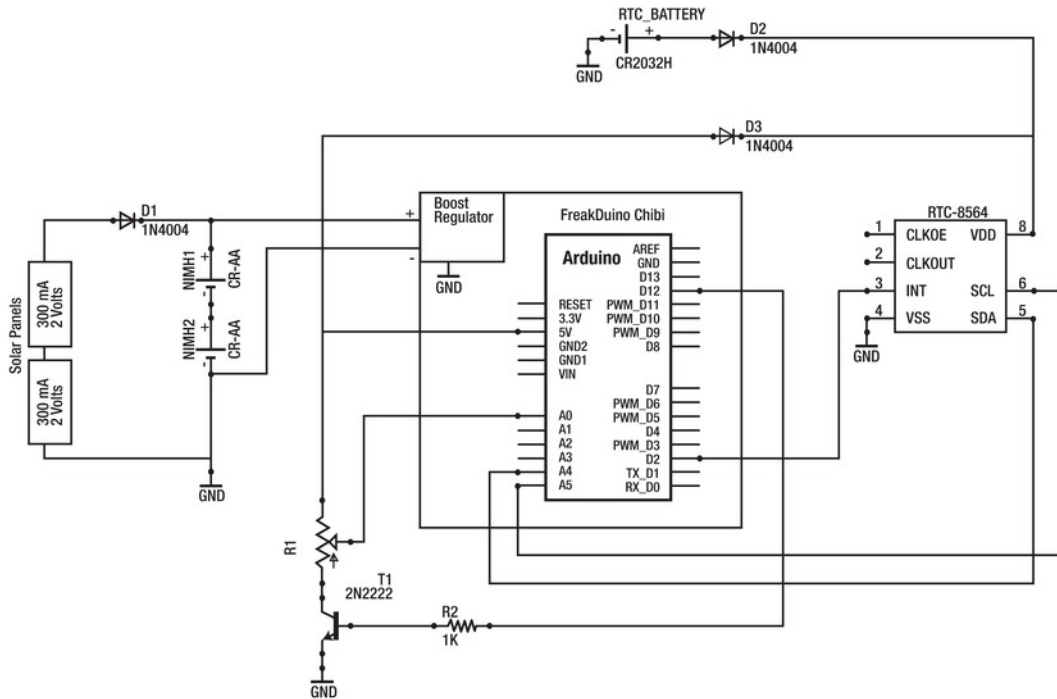 RTC_BATTERY
- +
CR2032H
GND
D2
1N4004
D3
1N4004
D1
1N4004
+
-
Boost
Regulator
GND
FreakDuino Chibi
Arduino
RESET
3.3V
5V
GND2
GND1
VIN
A0
A1
A2
A3
A4
A5
AREF
GND
D13
D12
PWM_D11
PWM_D10
PWM_D9
D8
D7
PWM_D6
PWM_D5
D4
PWM_D3
D2
TX_D1
RX_D0
RTC-8564
1 CLKOE VDD 8
2 CLKOUT
3 INT SCL 6
4 VSS SDA 5
GND
Solar Panels
300 mA
2 Volts
300 mA
2 Volts
NIMH1
+
-
CR-AA
NIMH2
+
-
CR-AA
GND
R1
T1
2N2222
R2
1K
GND